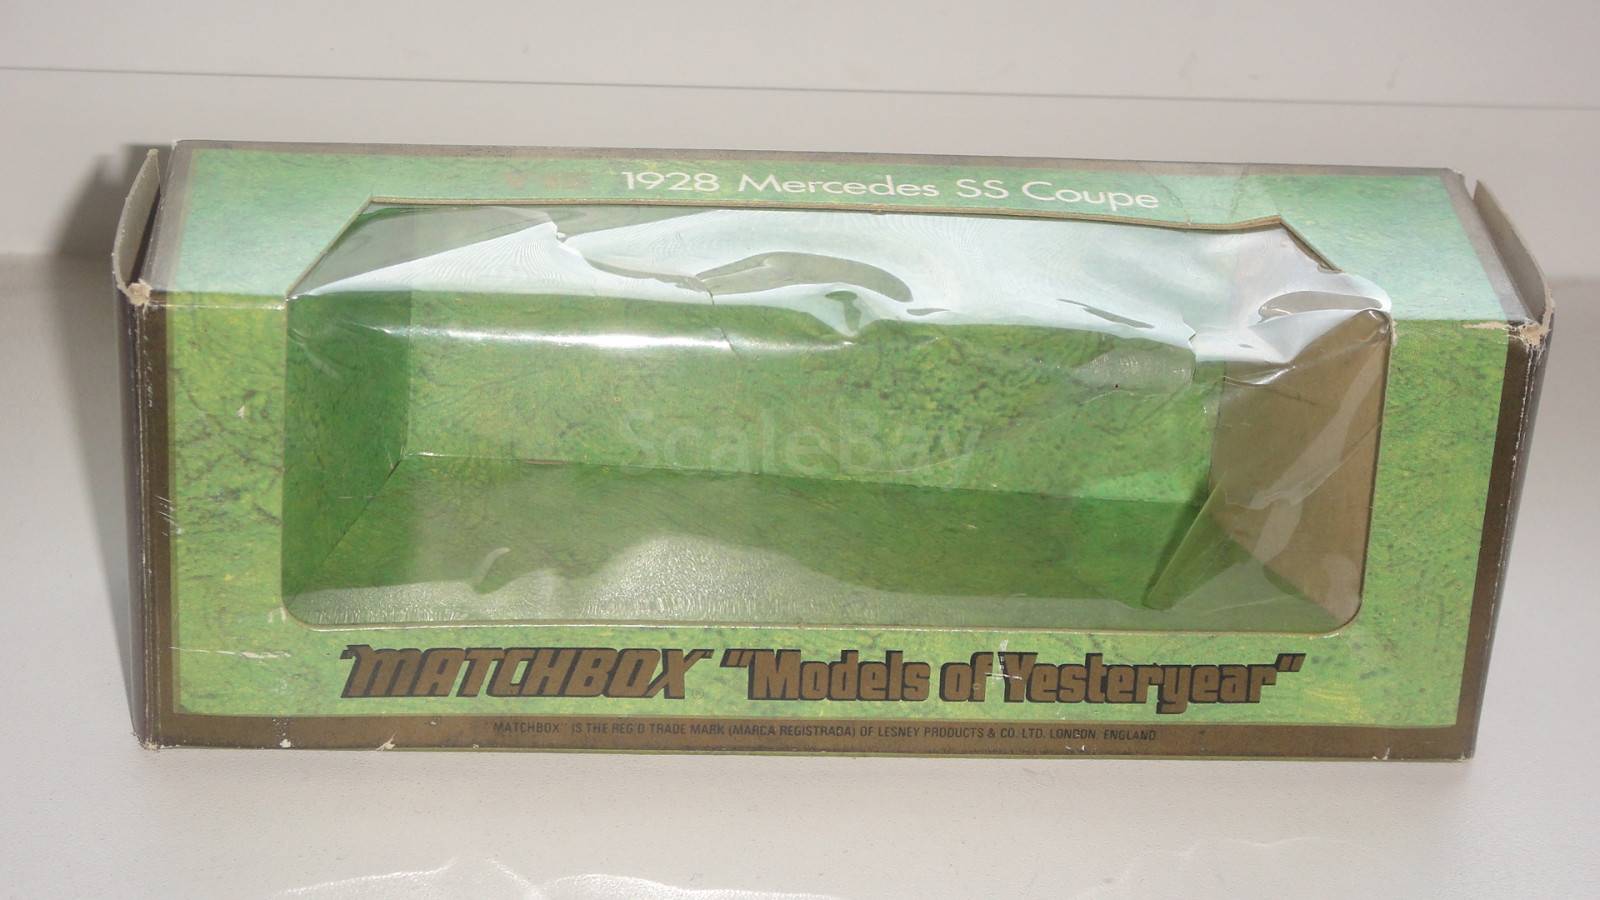 1928 Mercedes SS Coupe
ScaleBay
MATCHBOX® "Models of Yesteryear"
"MATCHBOX" IS THE REG'D TRADE MARK (MARCA REGISTRADA) OF LESNEY PRODUCTS & CO. LTD. LONDON ENGLAND